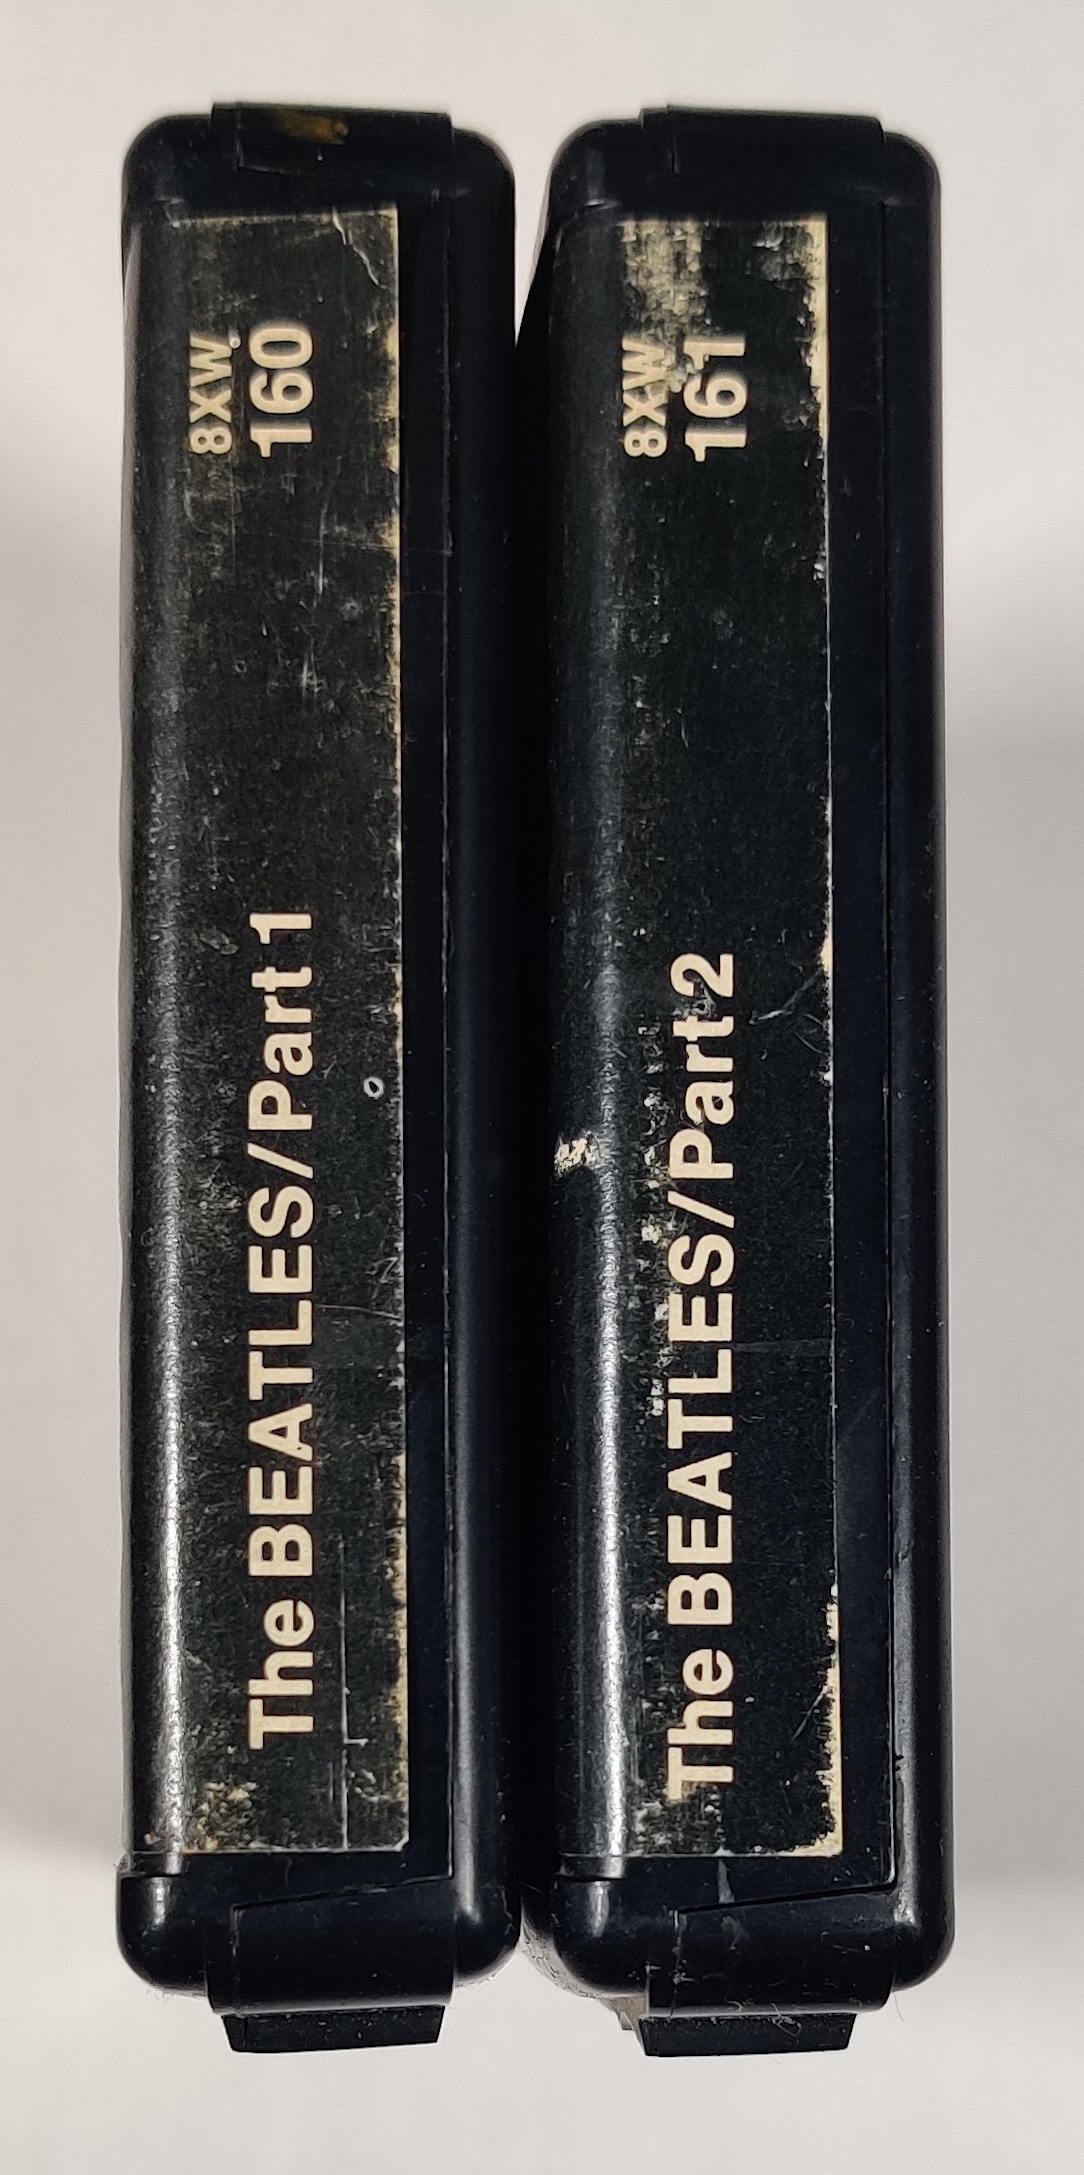 8XW
160
The BEATLES/Part 1
8XW
161
The BEATLES/Part 2